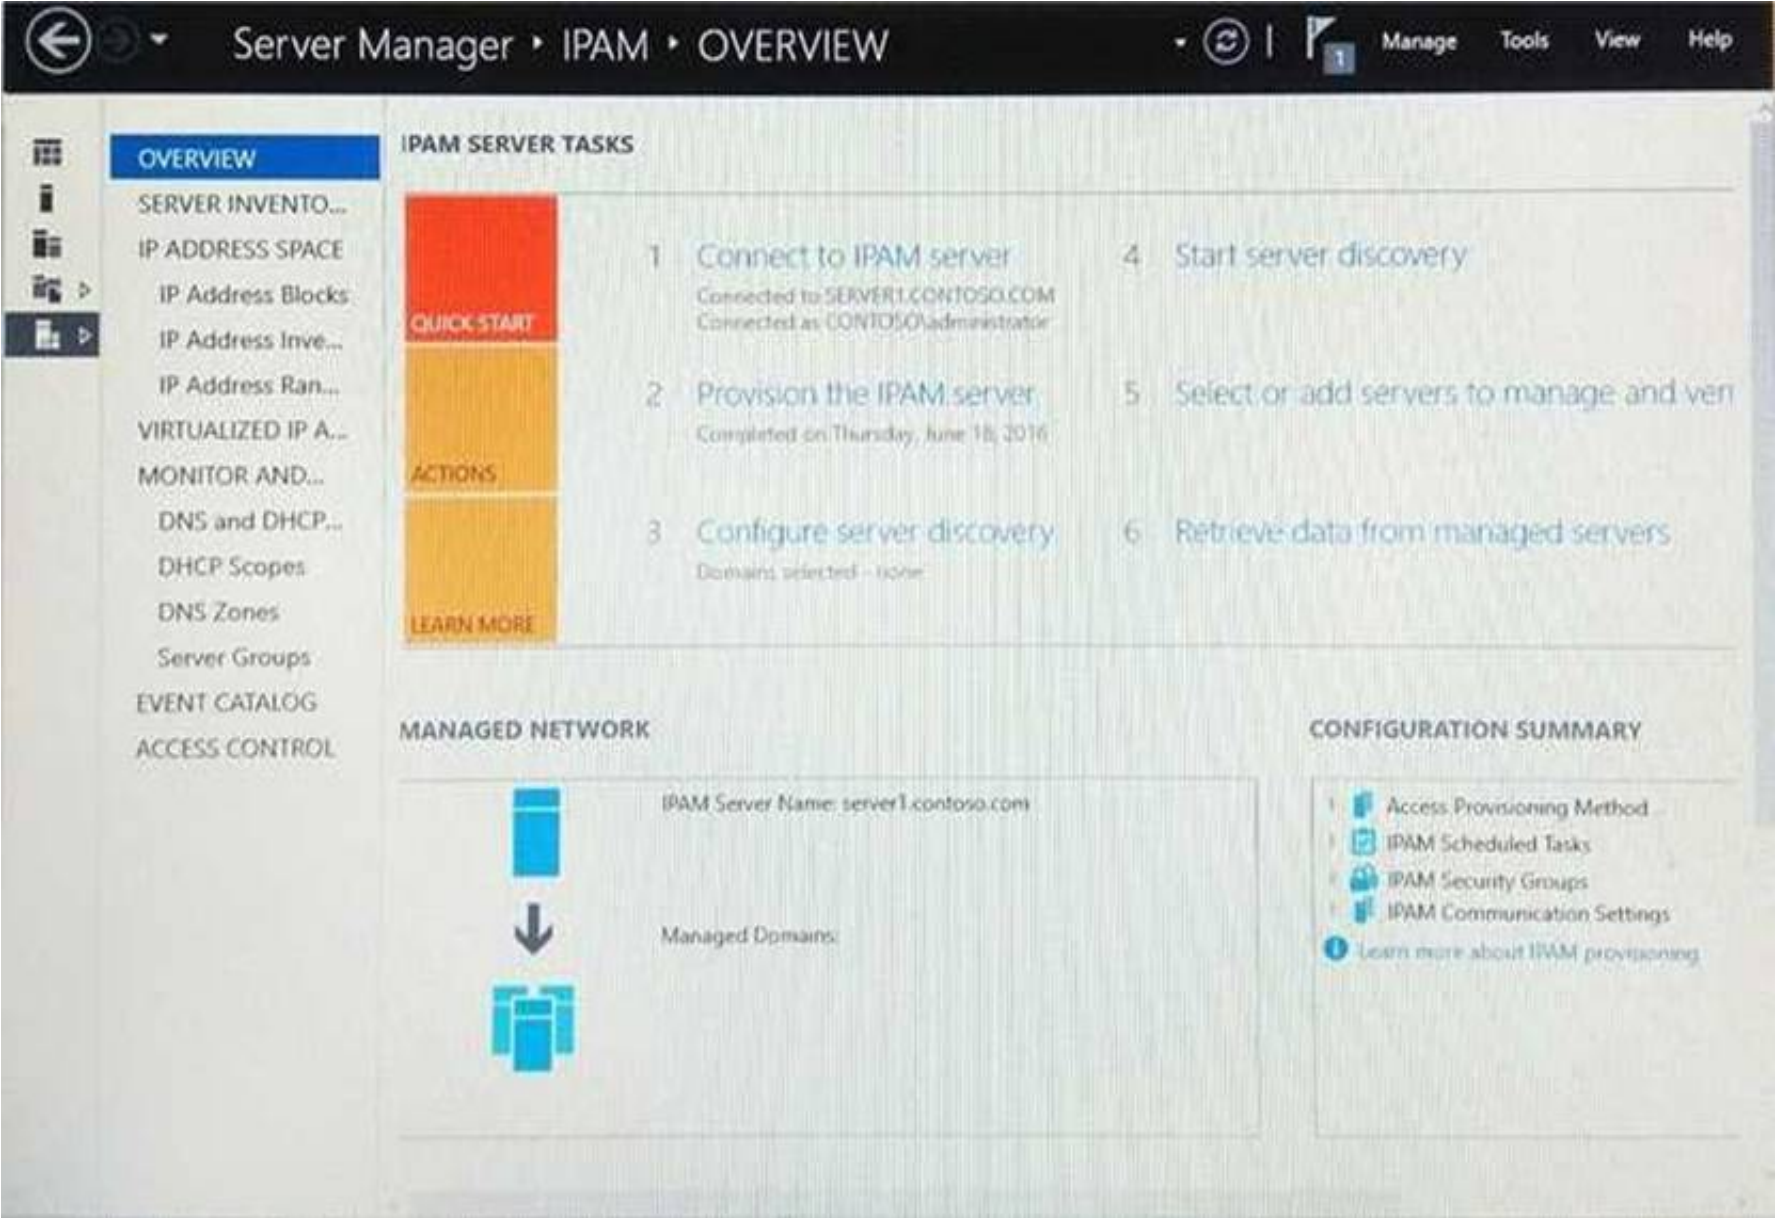 Server Manager ‣ IPAM ‣ OVERVIEW
1
Manage
Tools
View
Help
OVERVIEW
SERVER INVENTO...
IP ADDRESS SPACE
IP Address Blocks
IP Address Inve...
IP Address Ran...
VIRTUALIZED IP A...
MONITOR AND...
DNS and DHCP...
DHCP Scopes
DNS Zones
Server Groups
EVENT CATALOG
ACCESS CONTROL
IPAM SERVER TASKS
QUICK START
ACTIONS
LEARN MORE
1 Connect to IPAM server
Connected to SERVER1.CONTOSO.COM
Connected as CONTOSO\administrator
2 Provision the IPAM server
Completed on Thursday, June 18, 2016
3 Configure server discovery
Domains selected - none
4 Start server discovery
5 Select or add servers to manage and veri
6 Retrieve data from managed servers
MANAGED NETWORK
IPAM Server Name: server1.contoso.com
Managed Domains:
CONFIGURATION SUMMARY
Access Provisioning Method
IPAM Scheduled Tasks
IPAM Security Groups
IPAM Communication Settings
Learn more about IPAM provisioning